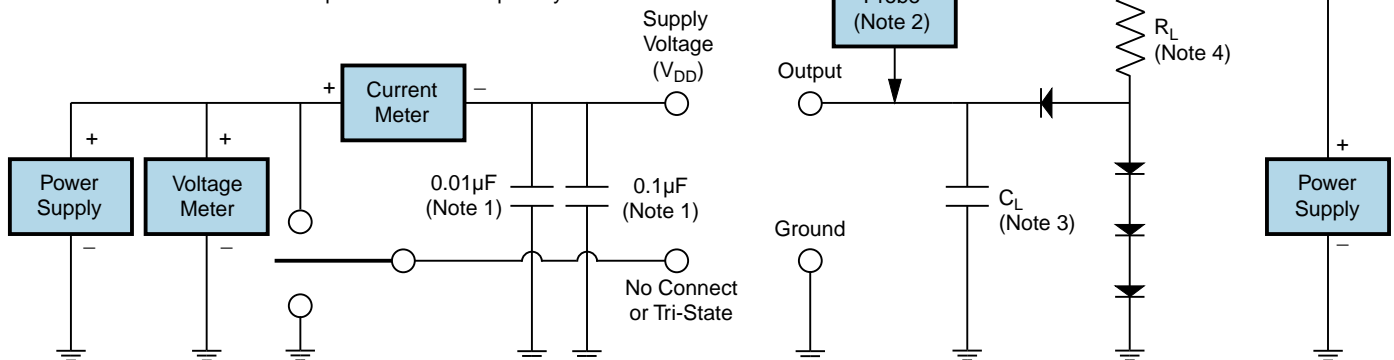 Supply
Voltage
(VDD)
Output
(Note 2)
RL
(Note 4)
+
Current
Meter
−
+
Power
Supply
−
+
Voltage
Meter
−
0.01µF
(Note 1)
0.1µF
(Note 1)
No Connect
or Tri-State
Ground
CL
(Note 3)
+
Power
Supply
−